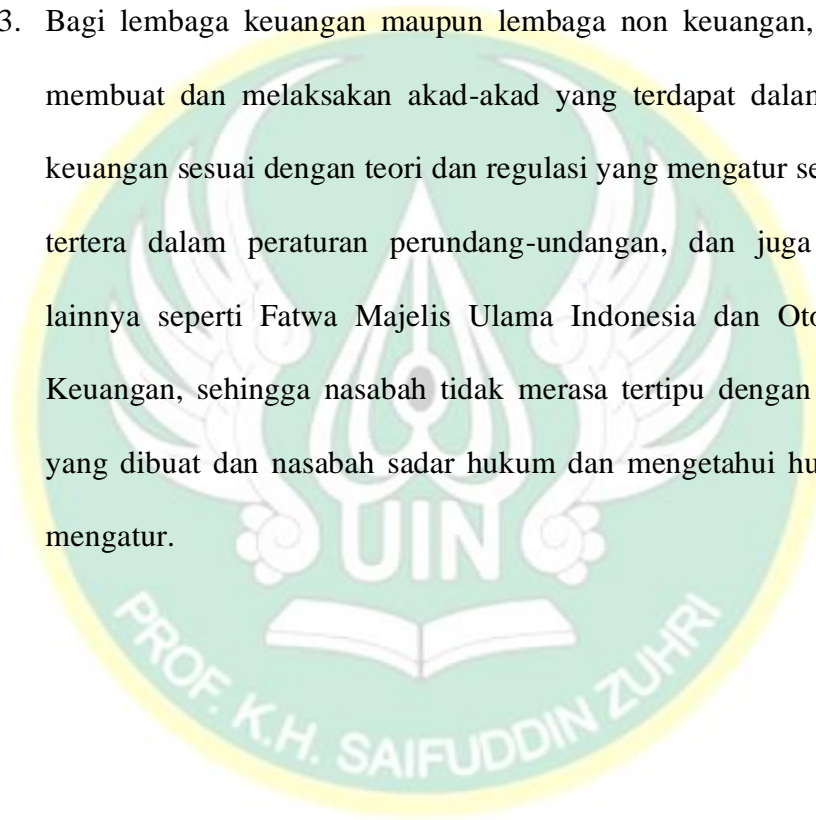 3. Bagi lembaga keuangan maupun lembaga non keuangan,
membuat dan melaksakan akad-akad yang terdapat dalam
keuangan sesuai dengan teori dan regulasi yang mengatur se
tertera dalam peraturan perundang-undangan, dan juga
lainnya seperti Fatwa Majelis Ulama Indonesia dan Oto
Keuangan, sehingga nasabah tidak merasa tertipu dengan
yang dibuat dan nasabah sadar hukum dan mengetahui hu
mengatur.
UIN
PROF. K.H. SAIFUDDIN ZUHRI